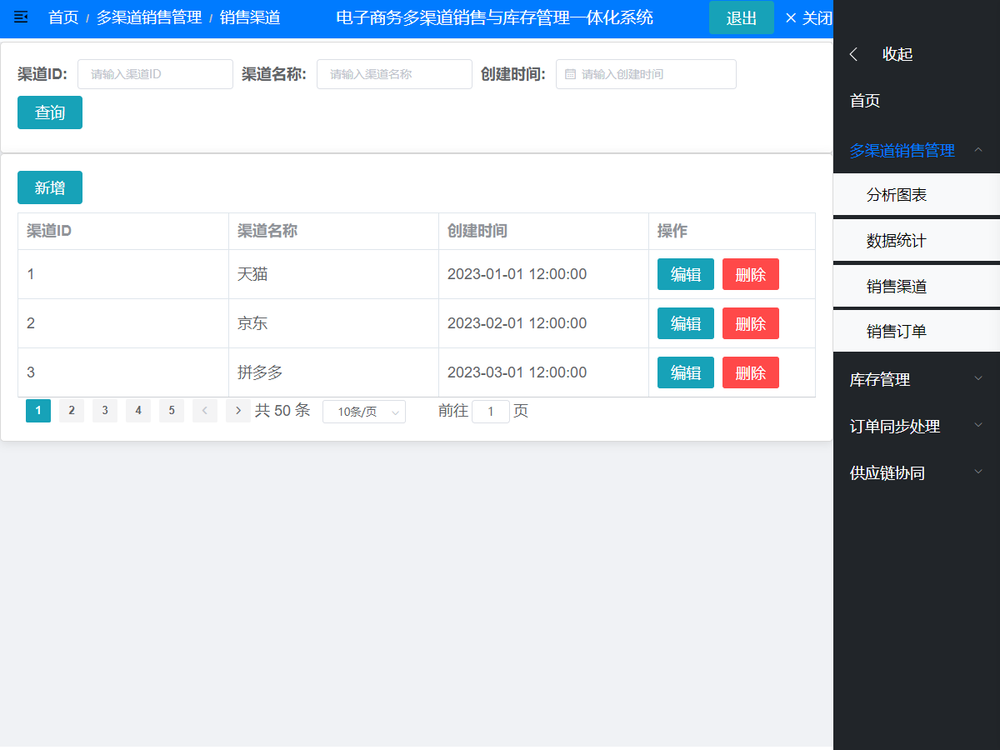 首页 / 多渠道销售管理 / 销售渠道
电子商务多渠道销售与库存管理一体化系统
退出
关闭
渠道ID: 请输入渠道ID 渠道名称: 请输入渠道名称 创建时间: 请输入创建时间
查询
新增
渠道ID 渠道名称 创建时间 操作
1 天猫 2023-01-01 12:00:00 编辑 删除
2 京东 2023-02-01 12:00:00 编辑 删除
3 拼多多 2023-03-01 12:00:00 编辑 删除
1 2 3 4 5 共 50 条 10条/页 前往 1 页
收起
首页
多渠道销售管理
分析图表
数据统计
销售渠道
销售订单
库存管理
订单同步处理
供应链协同